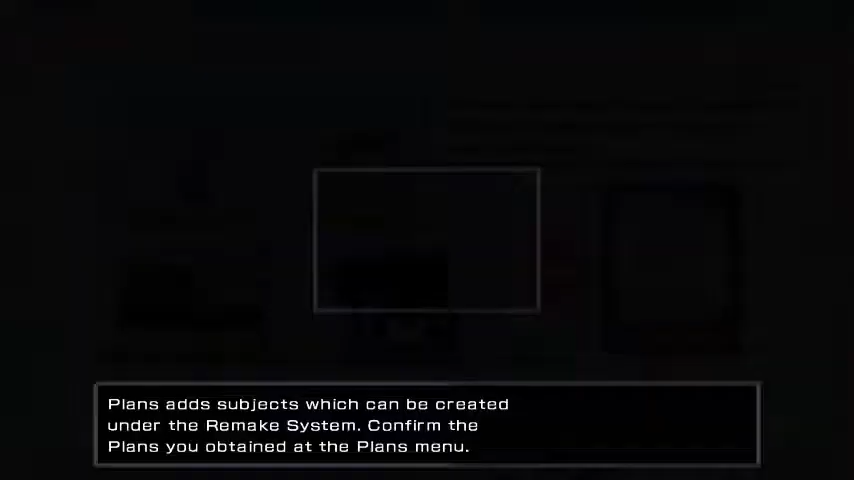 Plans adds subjects which can be created
under the Remake System. Confirm the
Plans you obtained at the Plans menu.